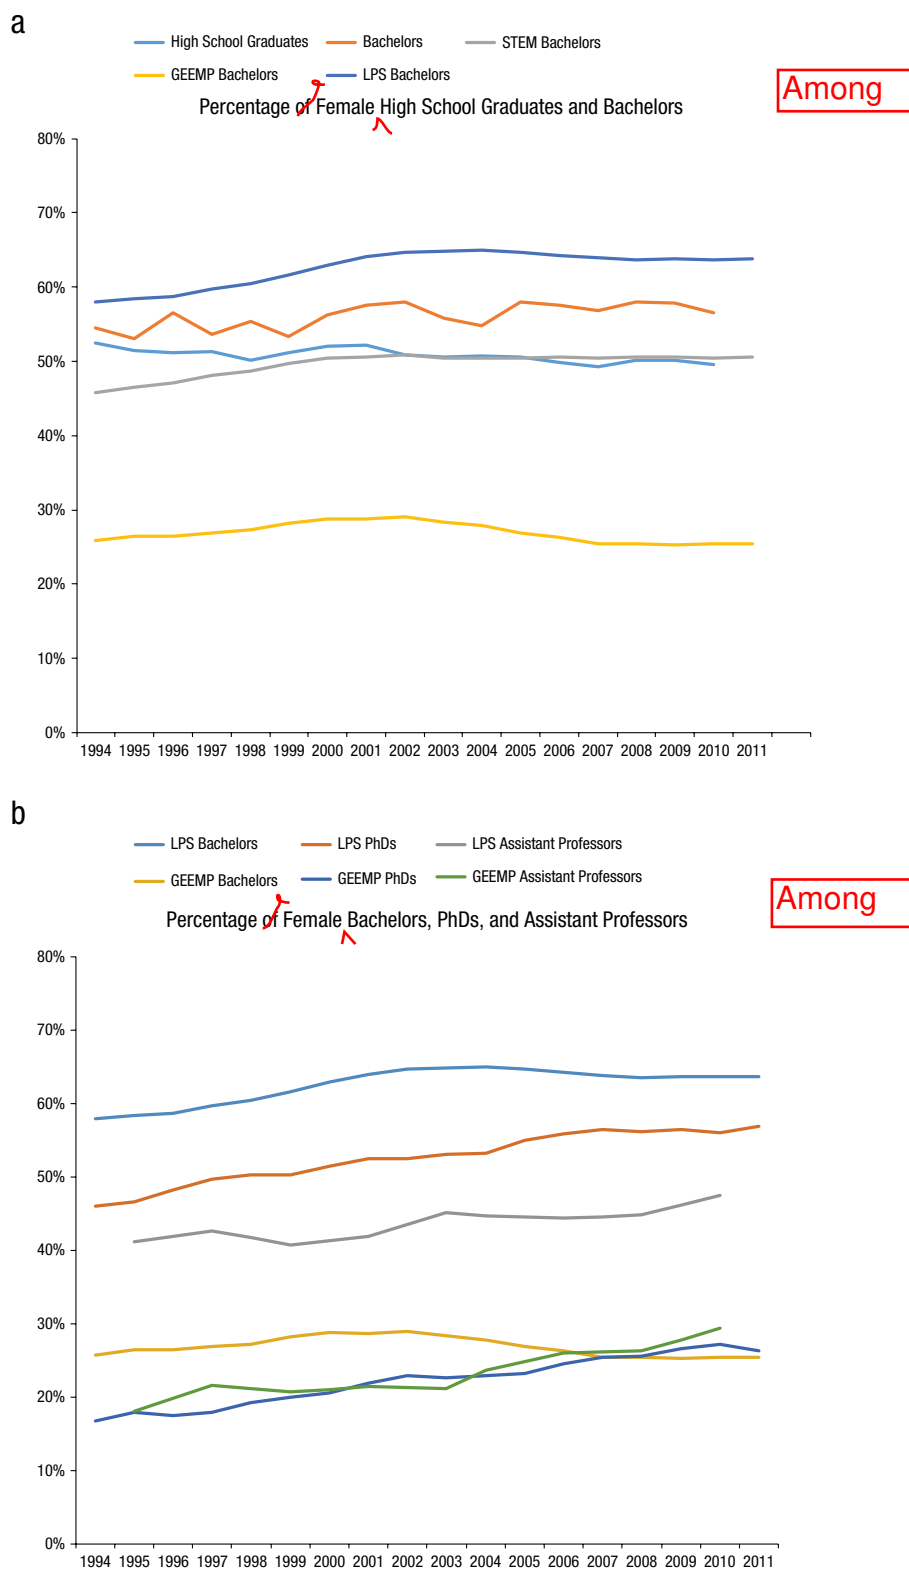 a
High School Graduates Bachelors STEM Bachelors
GEEMP Bachelors LPS Bachelors
Percentage of Female High School Graduates and Bachelors
Among
80%
70%
60%
50%
40%
30%
20%
10%
0%
1994 1995 1996 1997 1998 1999 2000 2001 2002 2003 2004 2005 2006 2007 2008 2009 2010 2011
b
LPS Bachelors LPS PhDs LPS Assistant Professors
GEEMP Bachelors GEEMP PhDs GEEMP Assistant Professors
Percentage of Female Bachelors, PhDs, and Assistant Professors
Among
80%
70%
60%
50%
40%
30%
20%
10%
0%
1994 1995 1996 1997 1998 1999 2000 2001 2002 2003 2004 2005 2006 2007 2008 2009 2010 2011